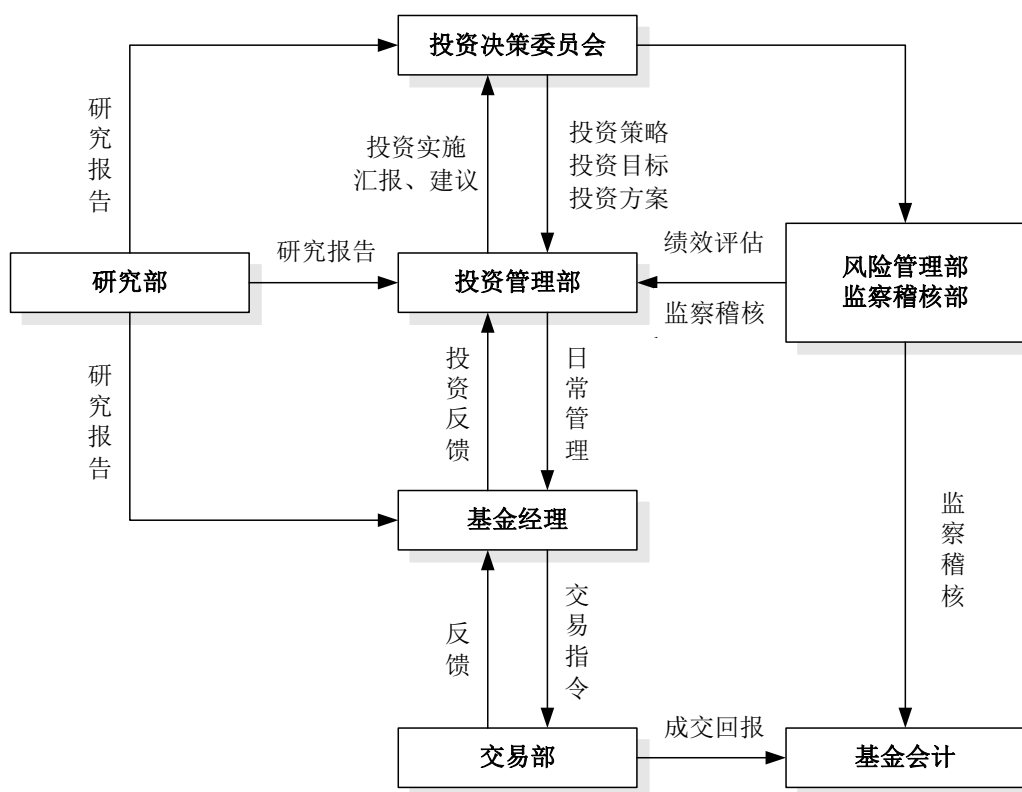 投资决策委员会
研究报告
投资实施
汇报、建议
投资策略
投资目标
投资方案
研究部
研究报告
投资管理部
绩效评估
监察稽核
风险管理部
监察稽核部
研究报告
投资反馈
日常管理
基金经理
监察稽核
反馈
交易指令
交易部
成交回报
基金会计